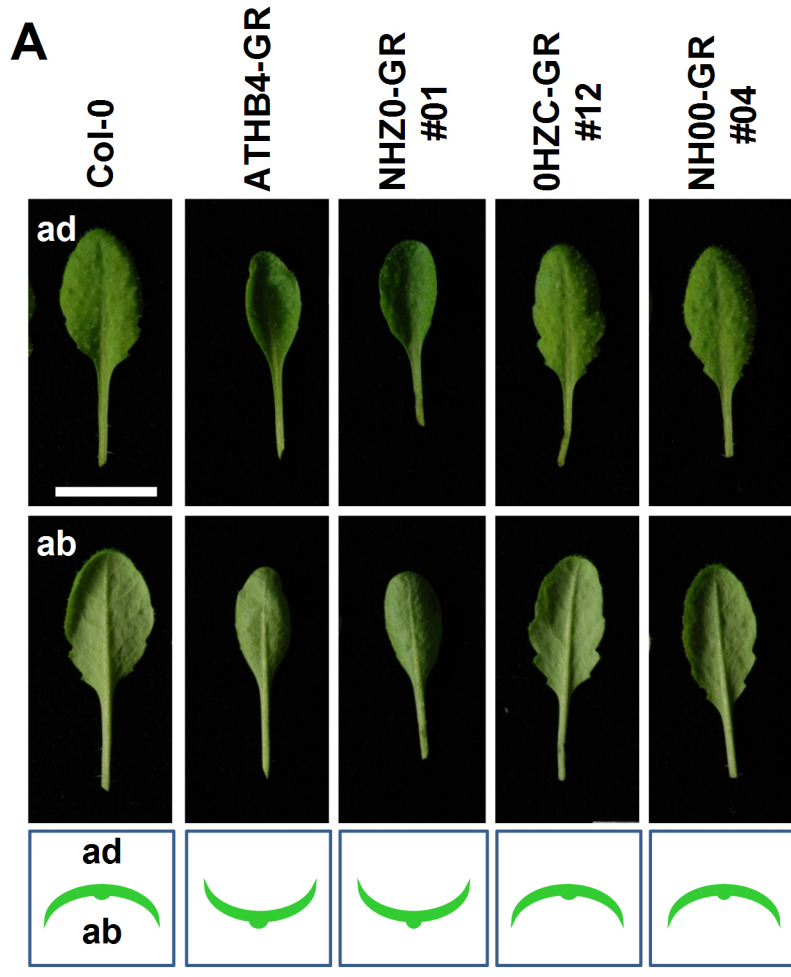 A
Col-0
ATHB4-GR
NHZ0-GR
#01
0HZC-GR
#12
NH00-GR
#04
ad
ab
ad
ab